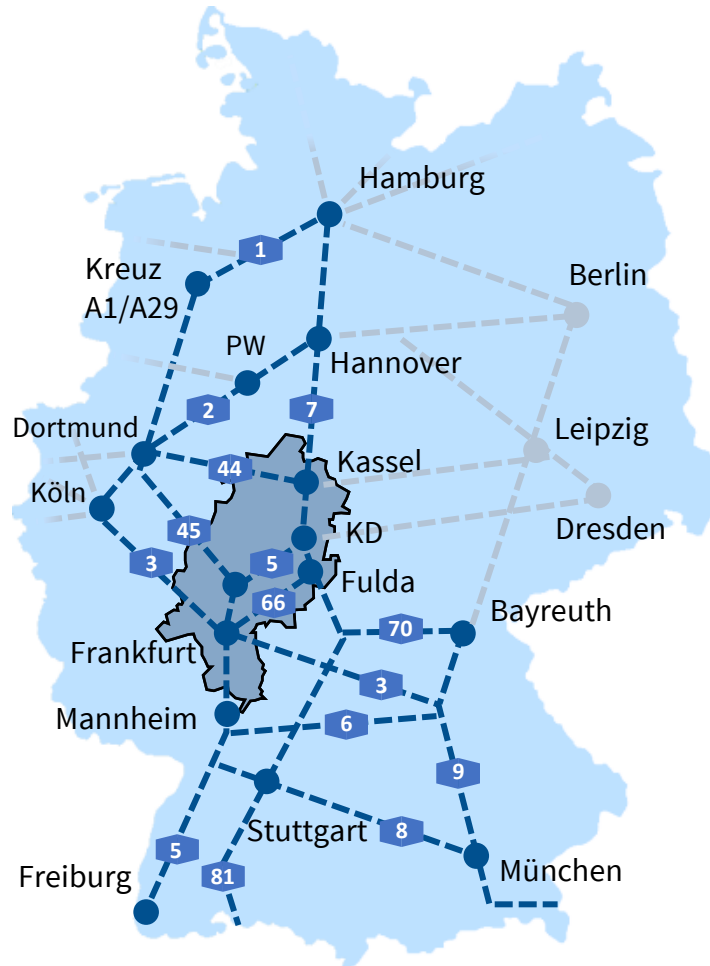 Hamburg
1
Kreuz
A1/A29
Berlin
PW
Hannover
2
7
Dortmund
Leipzig
44
Kassel
Köln
45
KD
Dresden
3
5
Fulda
66
Bayreuth
70
Frankfurt
3
Mannheim
6
9
Stuttgart
8
5
Freiburg
81
München